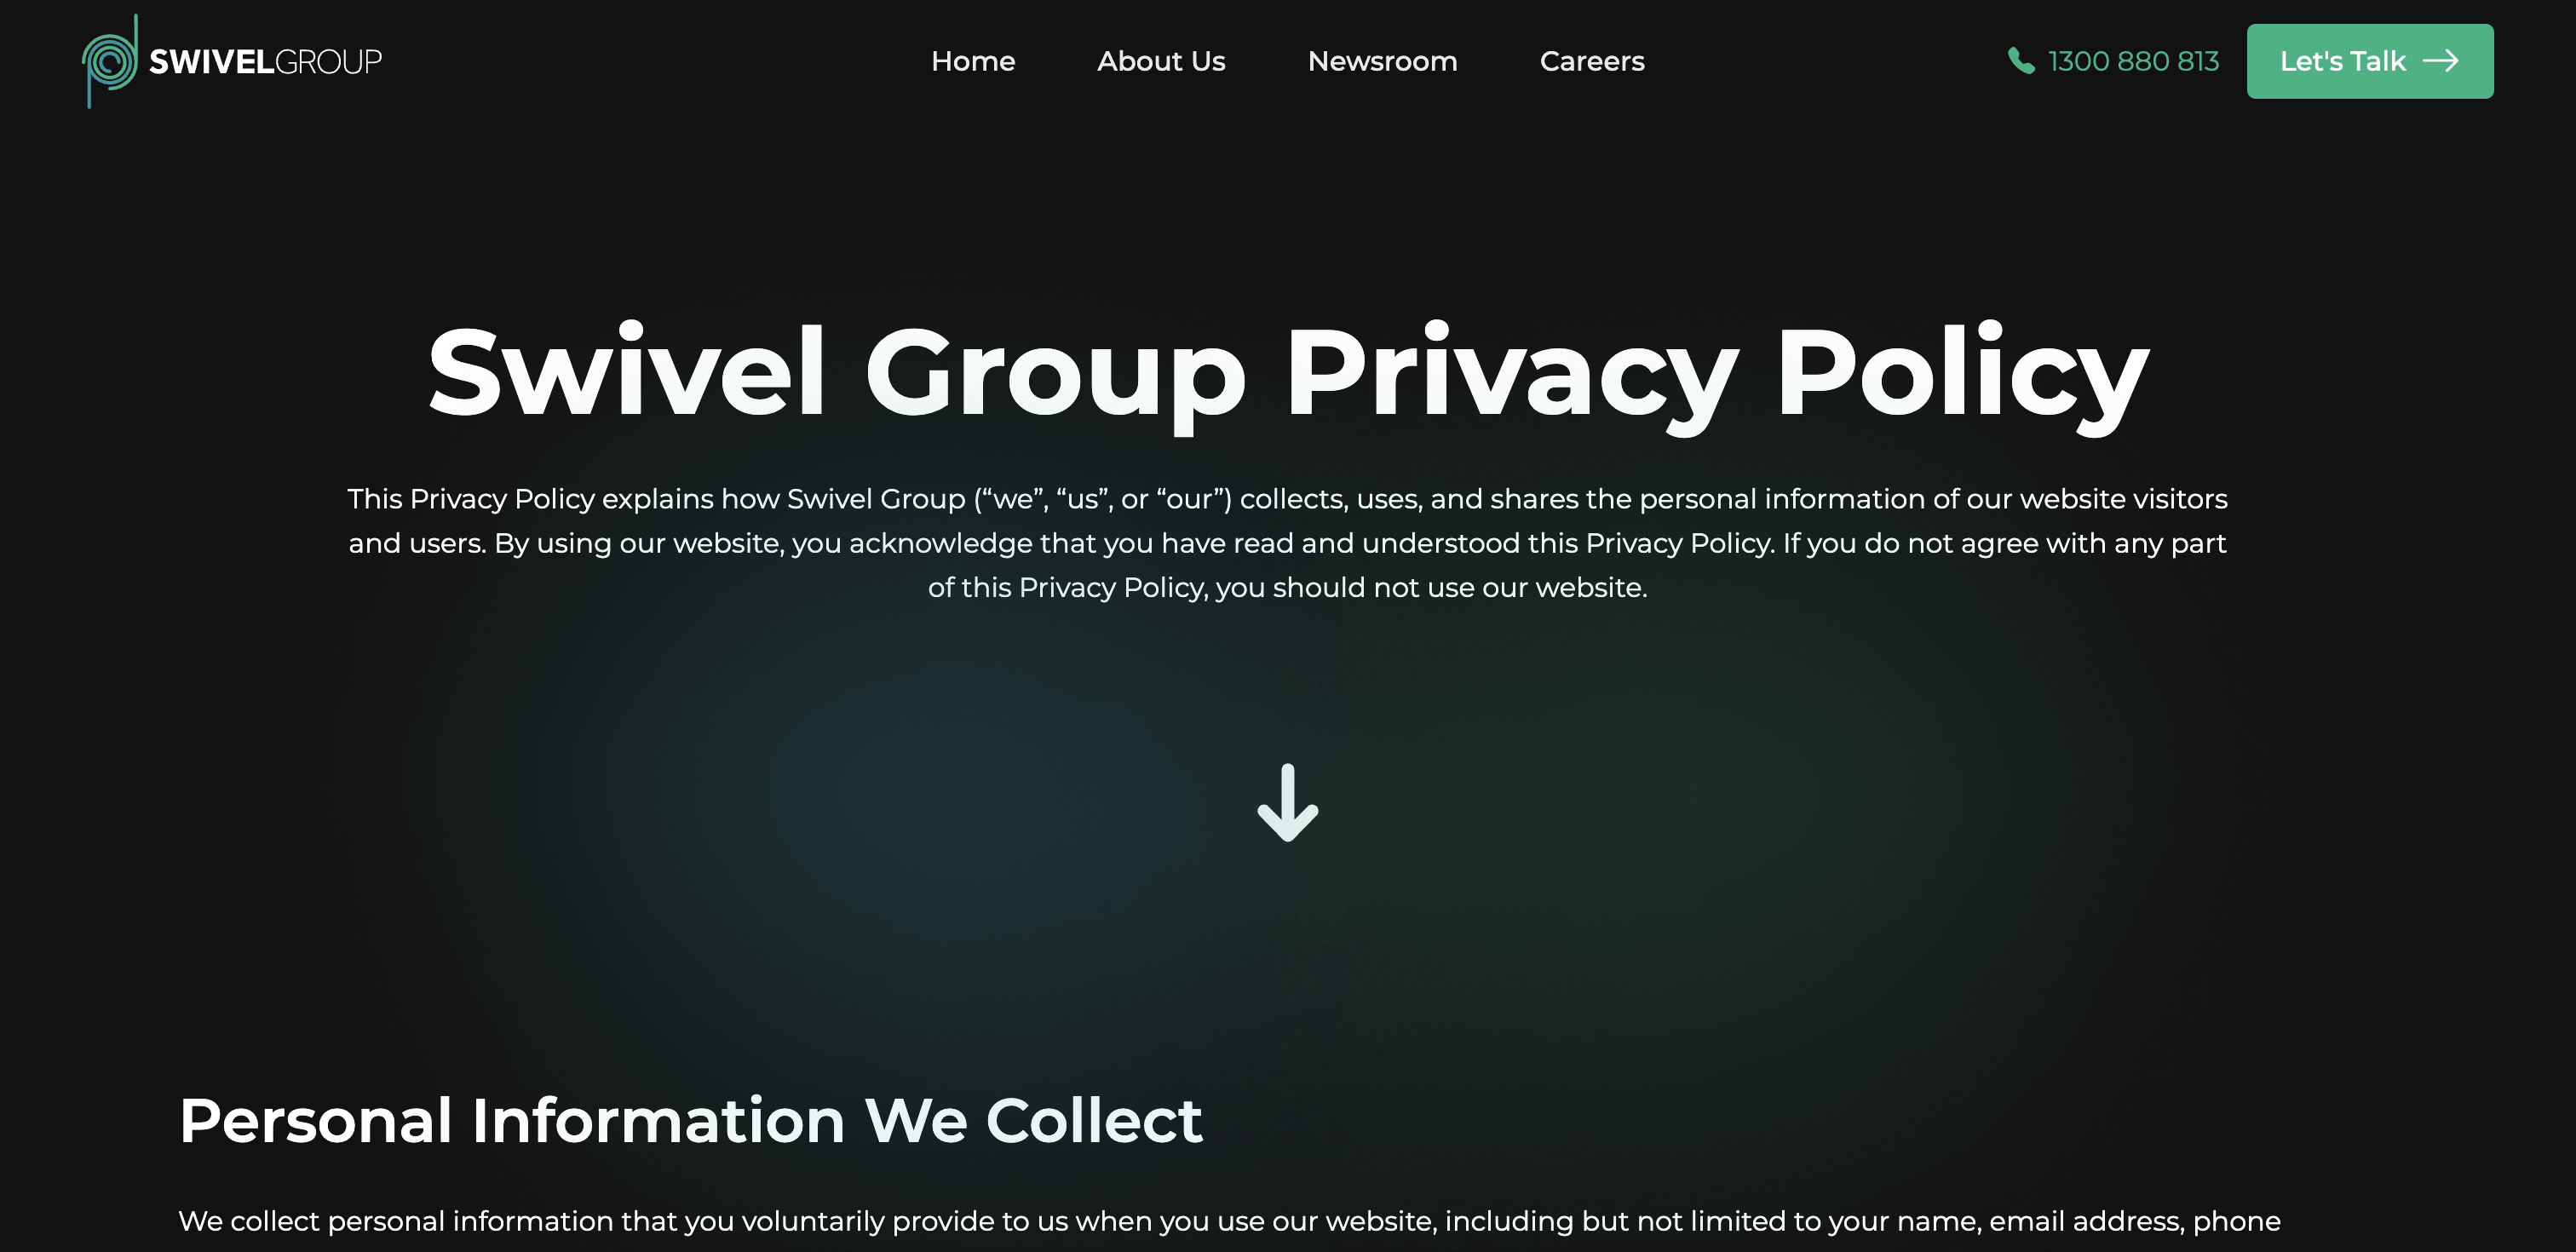 SWIVELGROUP
Home
About Us
Newsroom
Careers
1300 880 813
Let's Talk
Swivel Group Privacy Policy
This Privacy Policy explains how Swivel Group (“we”, “us”, or “our”) collects, uses, and shares the personal information of our website visitors
and users. By using our website, you acknowledge that you have read and understood this Privacy Policy. If you do not agree with any part
of this Privacy Policy, you should not use our website.
Personal Information We Collect
We collect personal information that you voluntarily provide to us when you use our website, including but not limited to your name, email address, phone